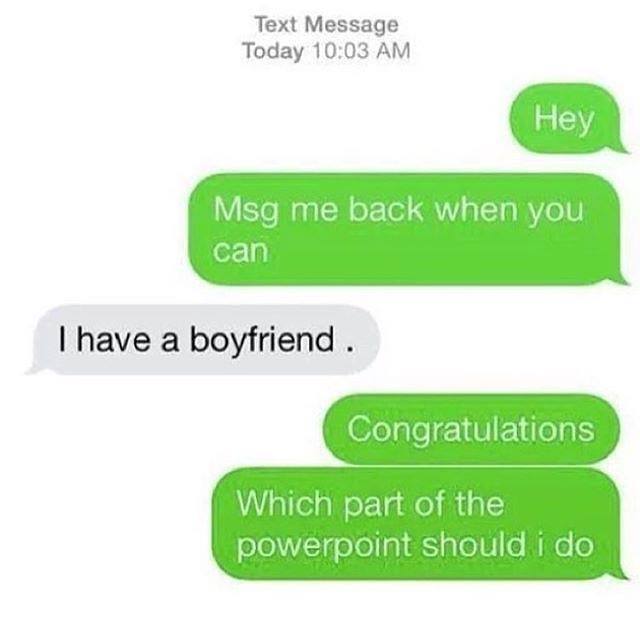 Text Message
Today 10:03 AM
Hey
Msg me back when you
can
I have a boyfriend .
Congratulations
Which part of the
powerpoint should i do